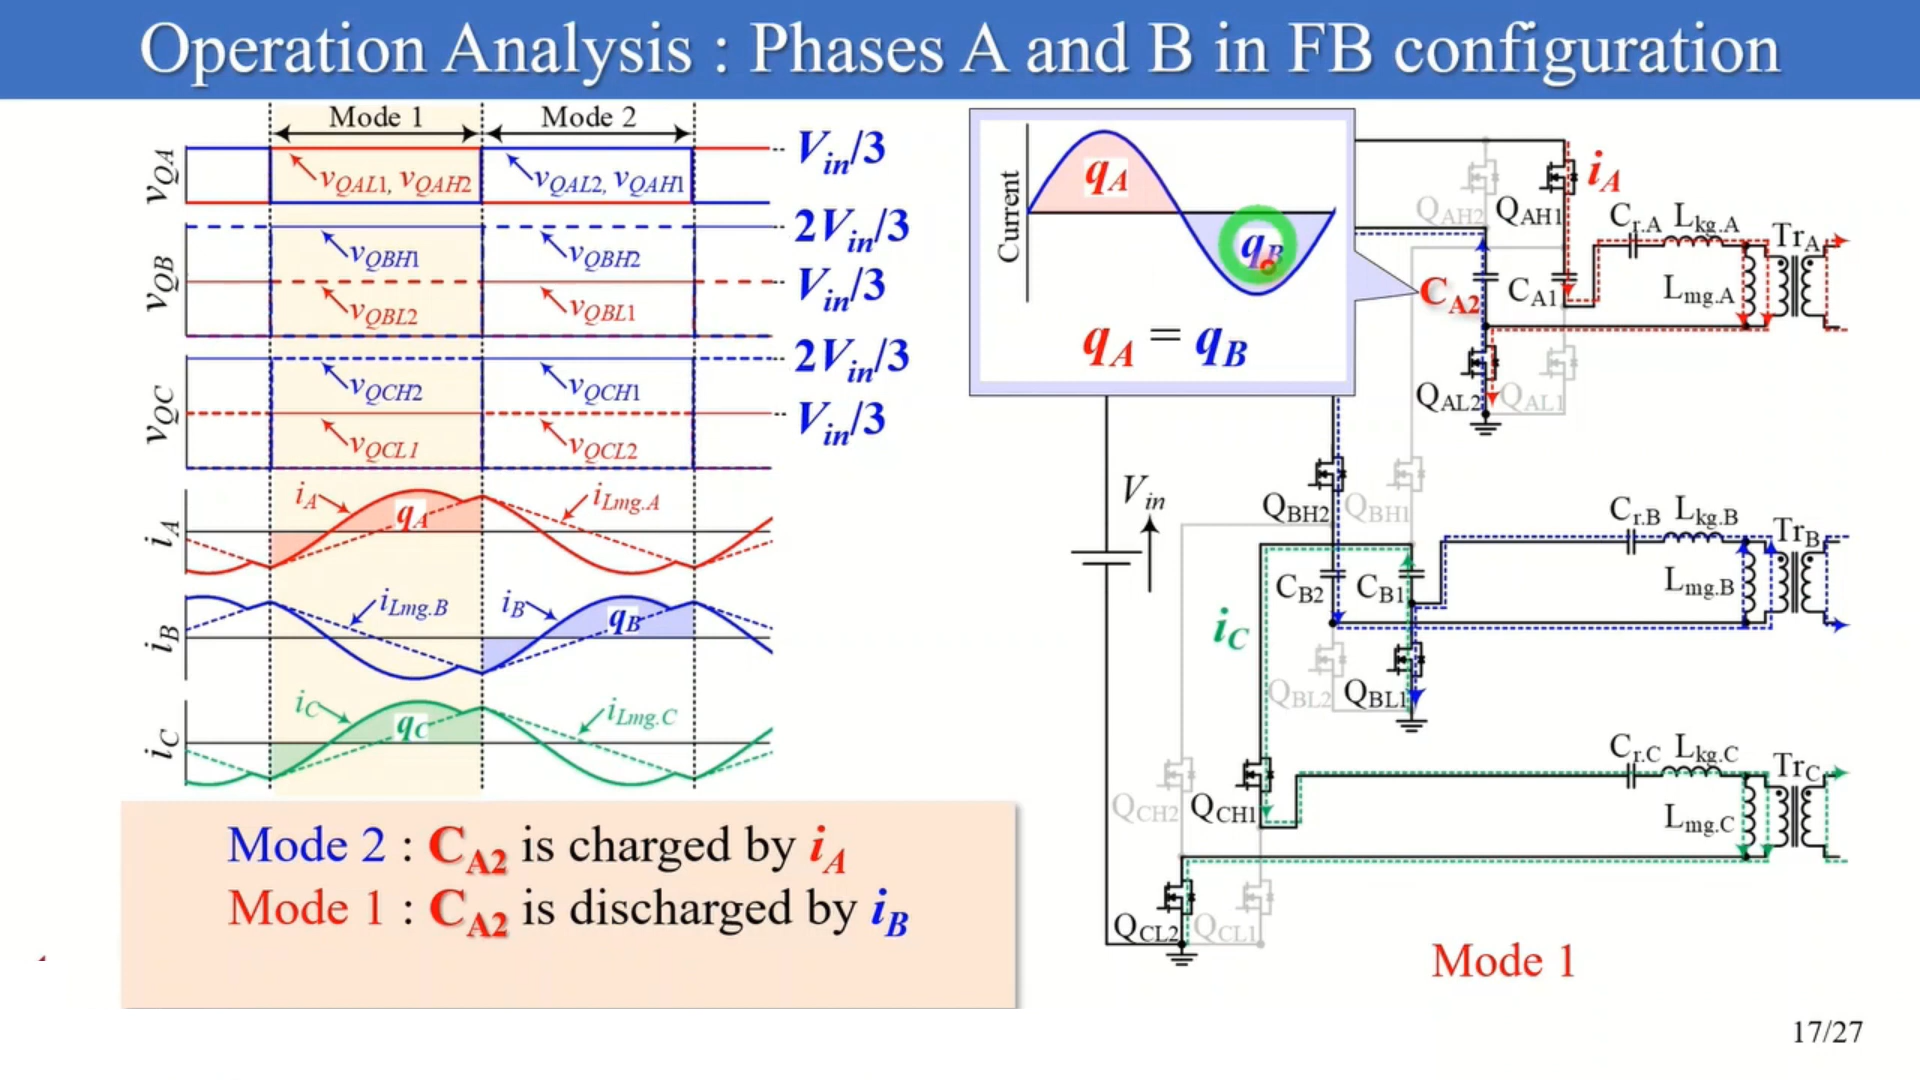 Operation Analysis : Phases A and B in FB configuration
Mode 1
Mode 2
vQA
vQAL1, vQAH2
vQAL2, vQAH1
Vin/3
vQB
vQBH1
vQBH2
2Vin/3
vQBL2
vQBL1
Vin/3
vQC
vQCH2
vQCH1
2Vin/3
vQCL1
vQCL2
Vin/3
iA
iA
qA
iLmg.A
iB
iLmg.B
iB
qB
iC
iC
qC
iLmg.C
Mode 2 : CA2 is charged by iA
Mode 1 : CA2 is discharged by iB
Current
qA
qB
qA = qB
QAH2
QAH1
iA
Cr.A
Lkg.A
TrA
CA2
CA1
Lmg.A
QAL2
QAL1
Vin
QBH2
QBH1
Cr.B
Lkg.B
TrB
CB2
CB1
Lmg.B
iC
QBL2
QBL1
Cr.C
Lkg.C
TrC
QCH2
QCH1
Lmg.C
QCL2
QCL1
Mode 1
17/27